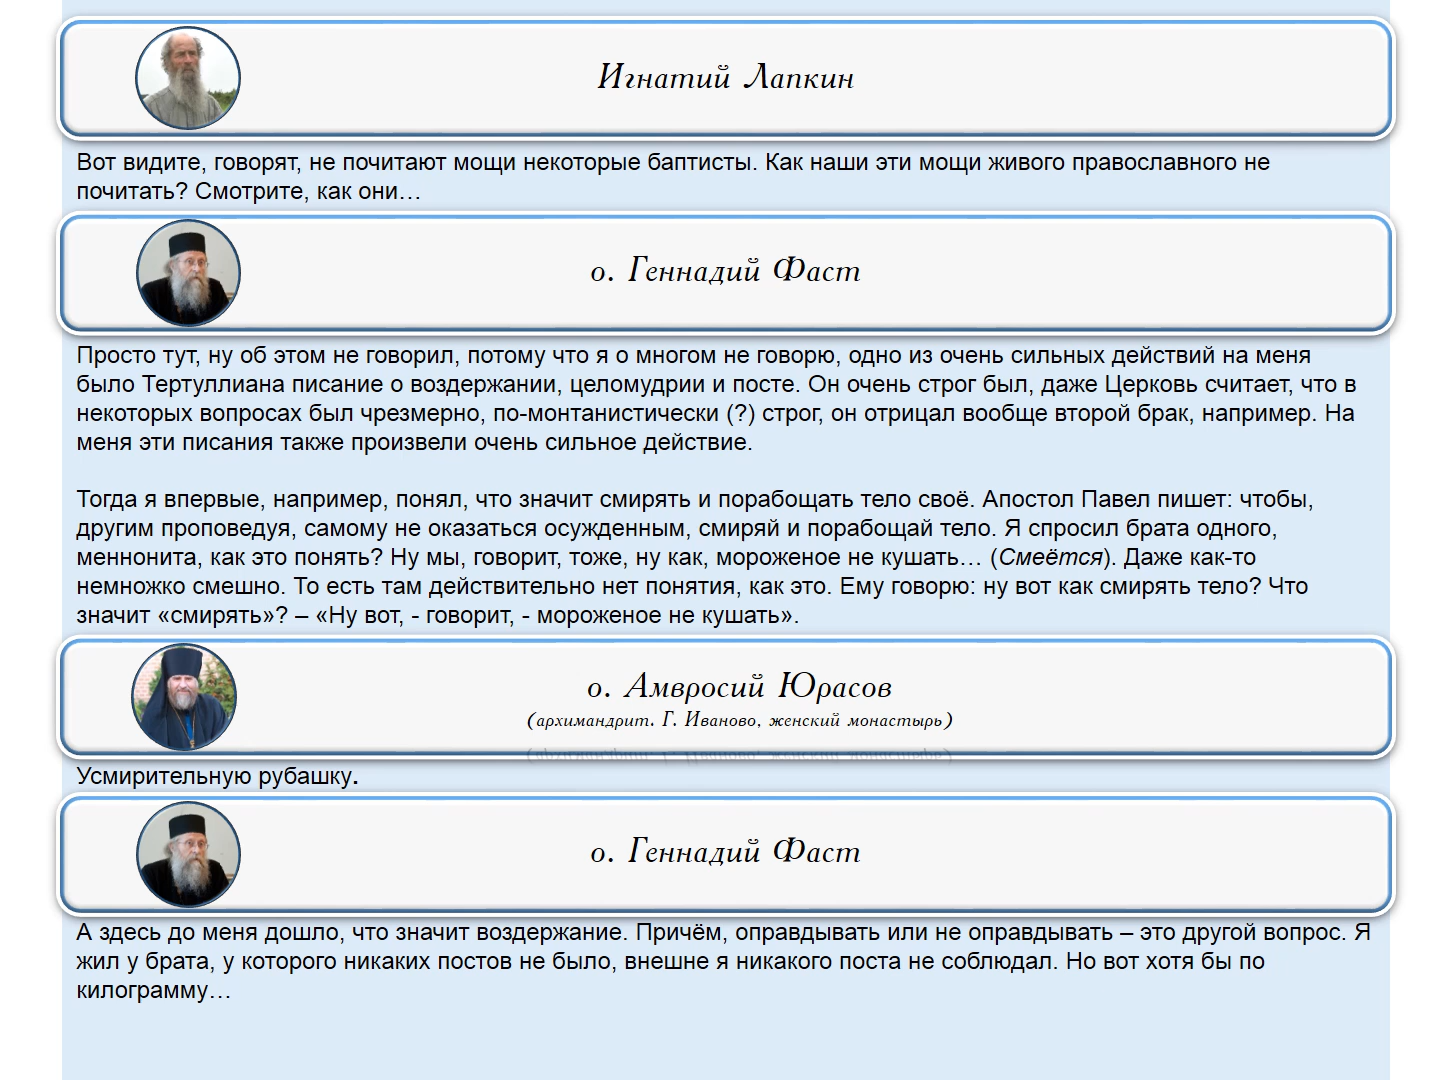 Игнатий Лапкин
Вот видите, говорят, не почитают мощи некоторые баптисты. Как наши эти мощи живого православного не
почитать? Смотрите, как они…
о. Геннадий Фаст
Просто тут, ну об этом не говорил, потому что я о многом не говорю, одно из очень сильных действий на меня
было Тертуллиана писание о воздержании, целомудрии и посте. Он очень строг был, даже Церковь считает, что в
некоторых вопросах был чрезмерно, по-монтанистически (?) строг, он отрицал вообще второй брак, например. На
меня эти писания также произвели очень сильное действие.
Тогда я впервые, например, понял, что значит смирять и порабощать тело своё. Апостол Павел пишет: чтобы,
другим проповедуя, самому не оказаться осужденным, смиряй и порабощай тело. Я спросил брата одного,
меннонита, как это понять? Ну мы, говорит, тоже, ну как, мороженое не кушать… (Смеётся). Даже как-то
немножко смешно. То есть там действительно нет понятия, как это. Ему говорю: ну вот как смирять тело? Что
значит «смирять»? – «Ну вот, - говорит, - мороженое не кушать».
о. Амвросий Юрасов
(архимандрит. Г. Иваново, женский монастырь)
Усмирительную рубашку.
о. Геннадий Фаст
А здесь до меня дошло, что значит воздержание. Причём, оправдывать или не оправдывать – это другой вопрос. Я
жил у брата, у которого никаких постов не было, внешне я никакого поста не соблюдал. Но вот хотя бы по
килограмму…